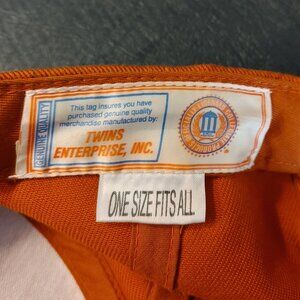 GENUINE QUALITY
This tag insures you have
purchased genuine quality
merchandise manufactured by:
TWINS
ENTERPRISE, INC.
ONE SIZE FITS ALL